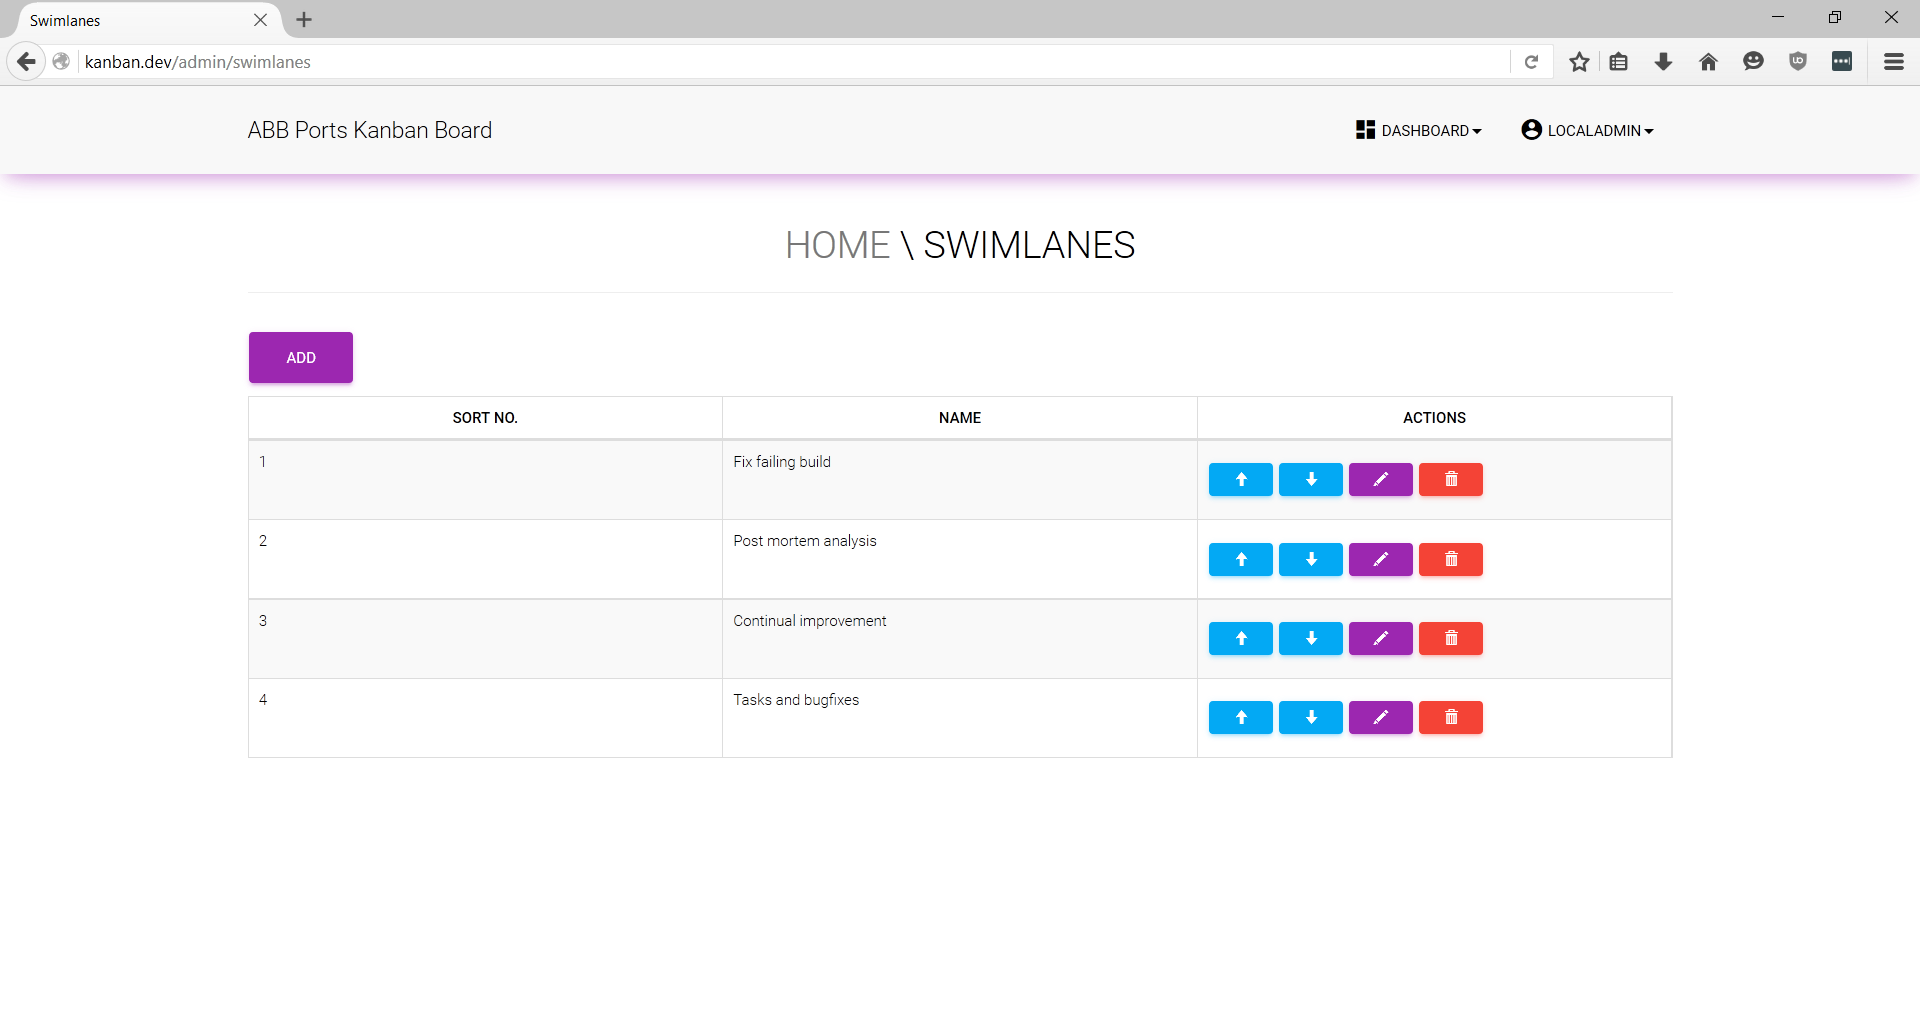 Swimlanes
kanban.dev/admin/swimlanes
ABB Ports Kanban Board
DASHBOARD
LOCALADMIN
HOME \ SWIMLANES
ADD
SORT NO. NAME ACTIONS
1 Fix failing build
2 Post mortem analysis
3 Continual improvement
4 Tasks and bugfixes